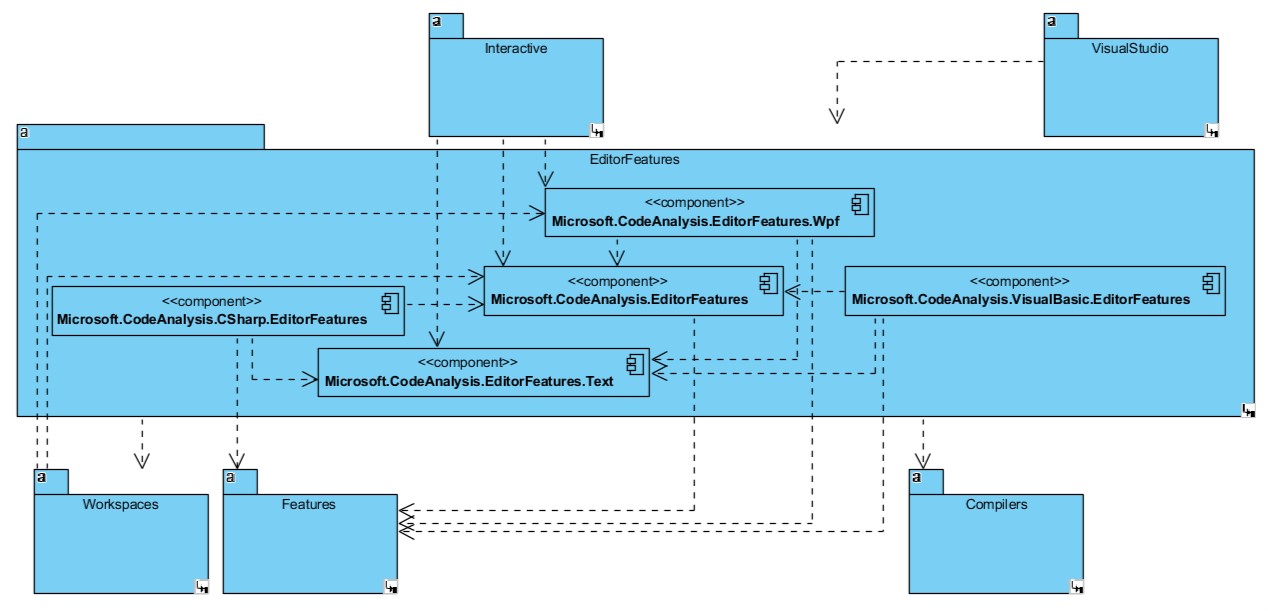 a
Interactive
a
VisualStudio
a
EditorFeatures
<<component>>
Microsoft.CodeAnalysis.EditorFeatures.Wpf
<<component>>
Microsoft.CodeAnalysis.EditorFeatures
<<component>>
Microsoft.CodeAnalysis.VisualBasic.EditorFeatures
<<component>>
Microsoft.CodeAnalysis.CSharp.EditorFeatures
<<component>>
Microsoft.CodeAnalysis.EditorFeatures.Text
a
Workspaces
a
Features
a
Compilers